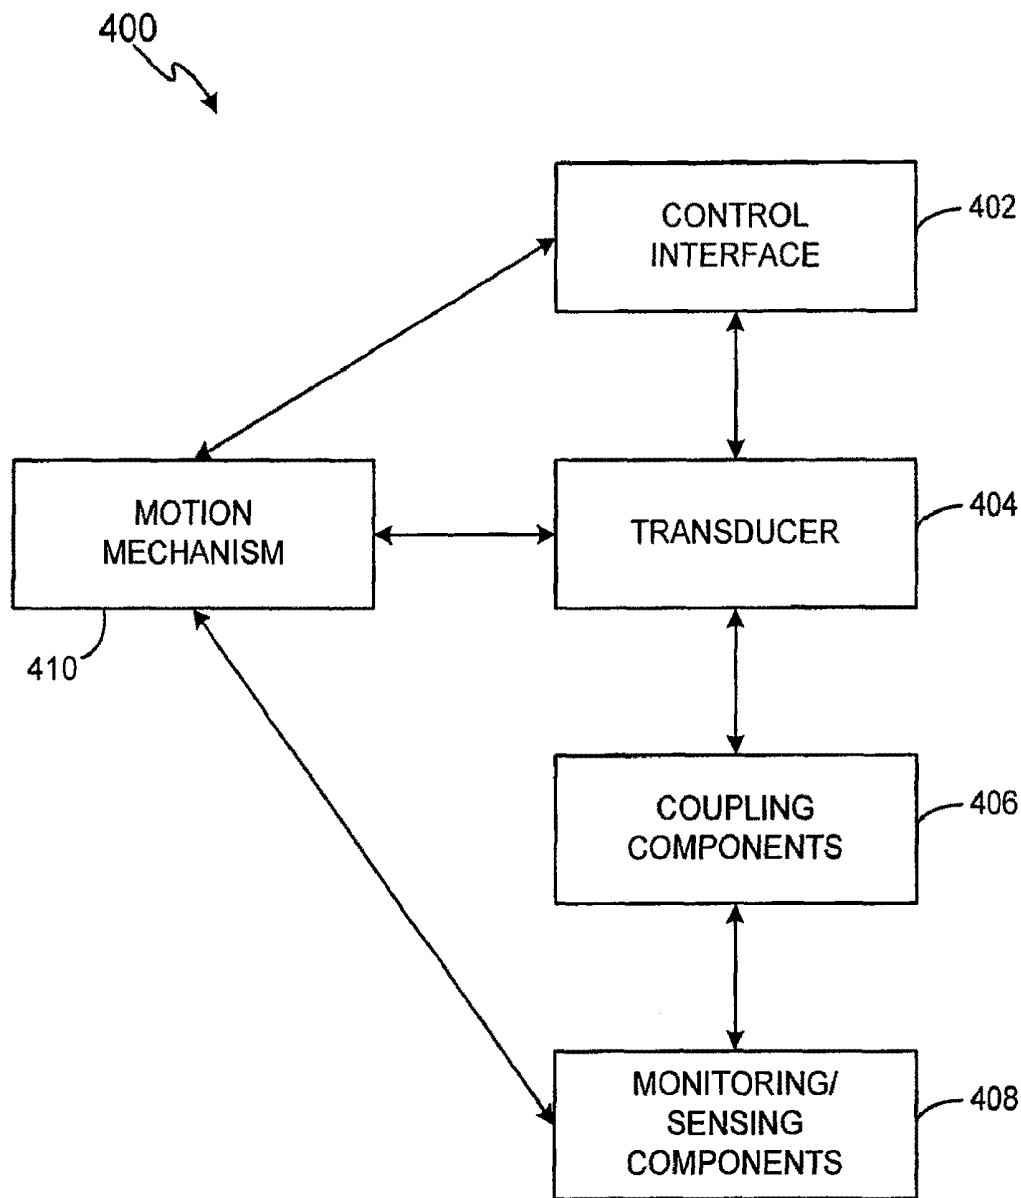 400
CONTROL
INTERFACE
402
MOTION
MECHANISM
410
TRANSDUCER
404
COUPLING
COMPONENTS
406
MONITORING/
SENSING
COMPONENTS
408